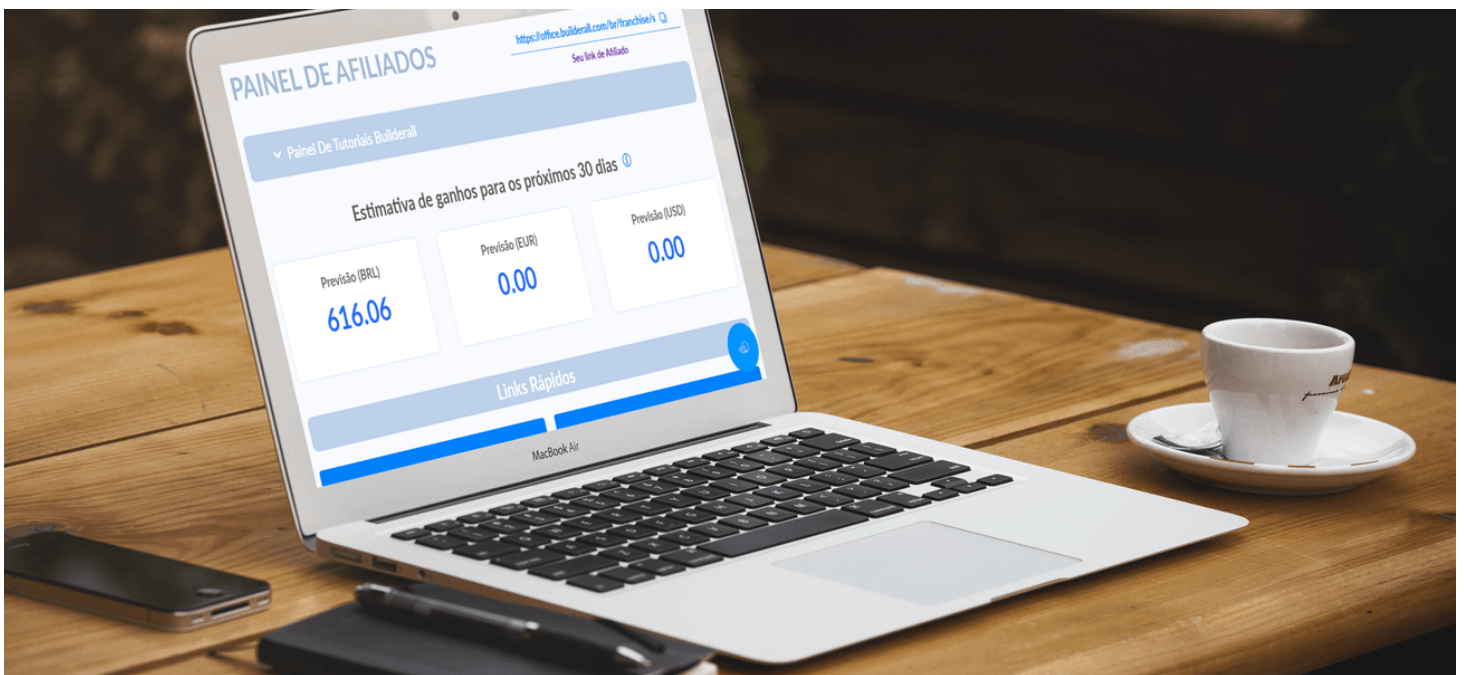 PAINEL DE AFILIADOS
https://office.builderall.com/br/franchise/s
Seu link de Afiliado
Painel De Tutoriais Builderall
Estimativa de ganhos para os próximos 30 dias
Previsão (BRL)
616.06
Previsão (EUR)
0.00
Previsão (USD)
0.00
Links Rápidos
MacBook Air